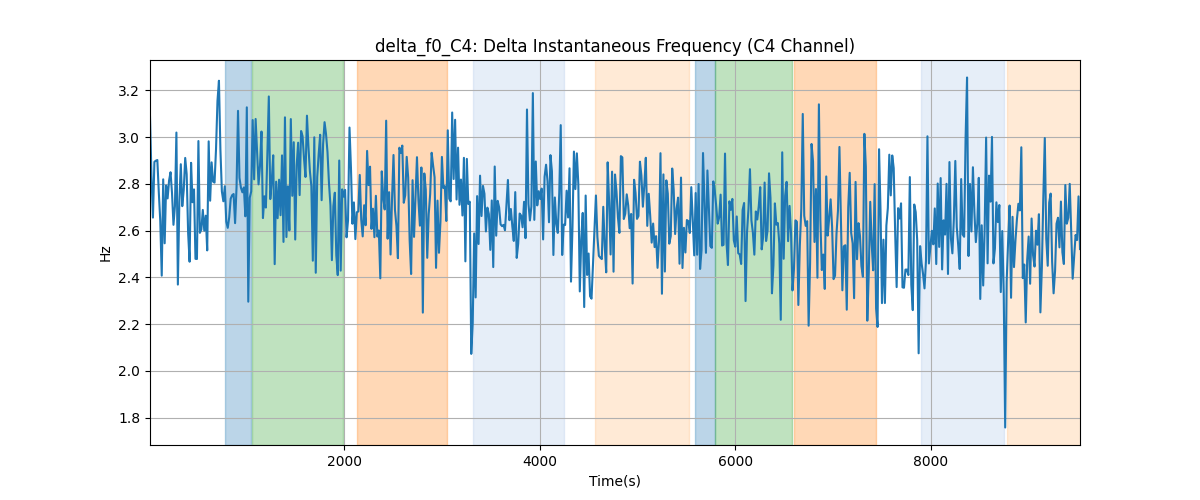 delta_f0_C4: Delta Instantaneous Frequency (C4 Channel)
Hz
3.2
3.0
2.8
2.6
2.4
2.2
2.0
1.8
2000 4000 6000 8000
Time(s)